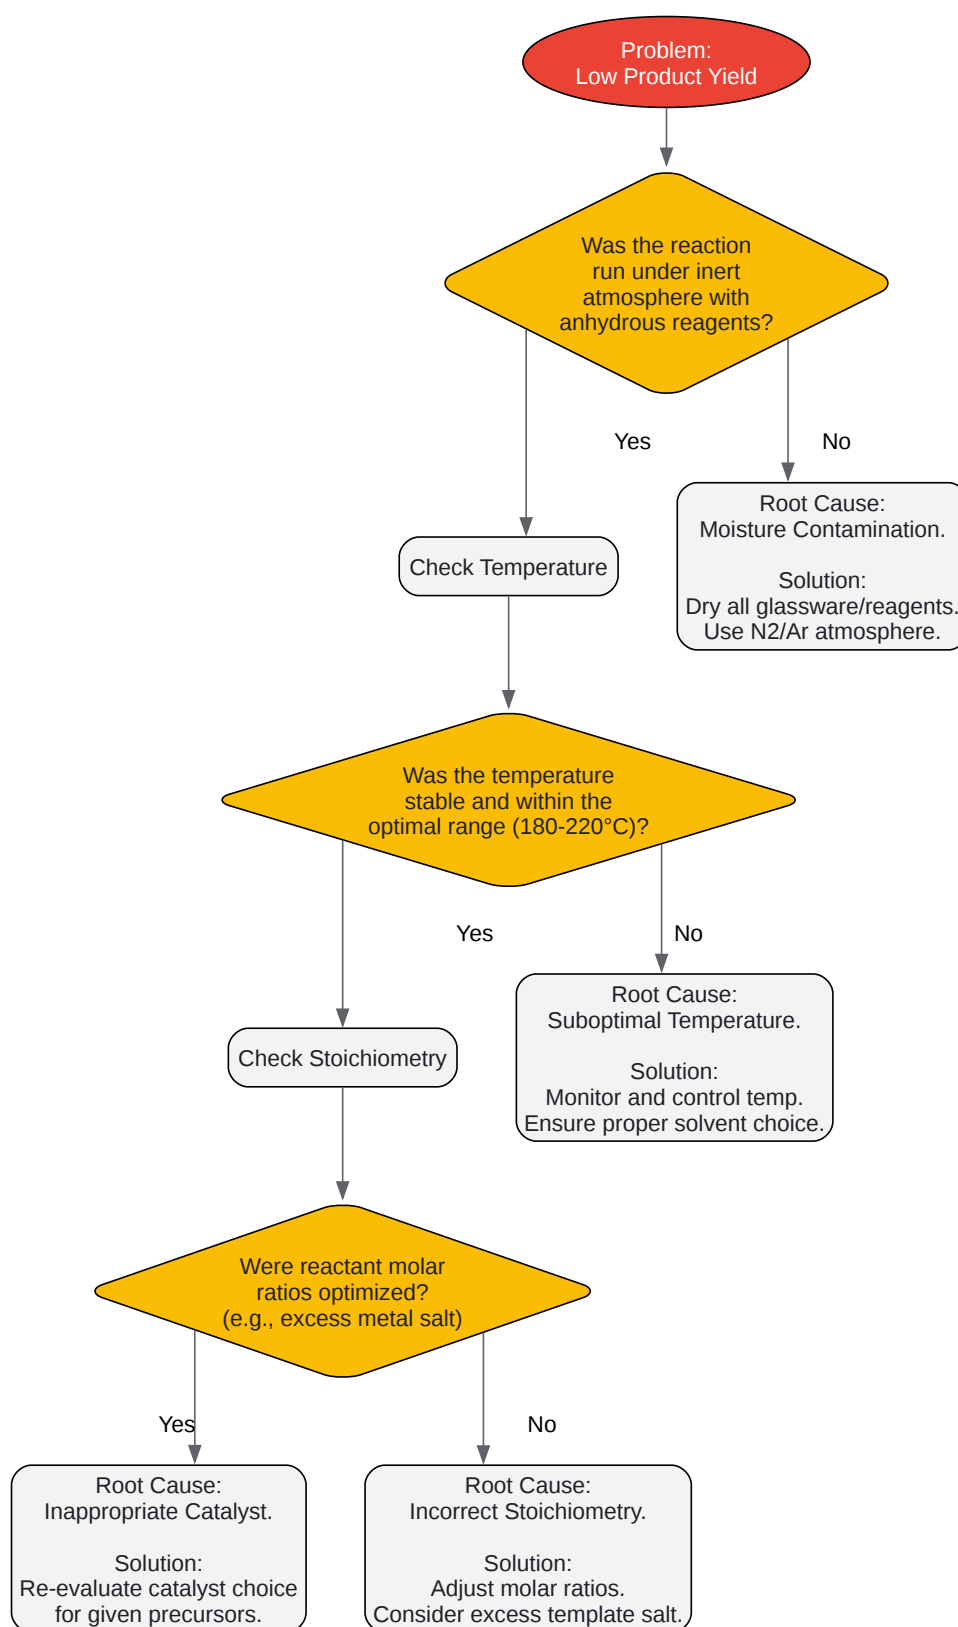 Problem:
Low Product Yield
Was the reaction
run under inert
atmosphere with
anhydrous reagents?
Yes
No
Root Cause:
Moisture Contamination.
Solution:
Dry all glassware/reagents.
Use N2/Ar atmosphere.
Check Temperature
Was the temperature
stable and within the
optimal range (180-220°C)?
Yes
No
Root Cause:
Suboptimal Temperature.
Solution:
Monitor and control temp.
Ensure proper solvent choice.
Check Stoichiometry
Were reactant molar
ratios optimized?
(e.g., excess metal salt)
Yes
No
Root Cause:
Inappropriate Catalyst.
Solution:
Re-evaluate catalyst choice
for given precursors.
Root Cause:
Incorrect Stoichiometry.
Solution:
Adjust molar ratios.
Consider excess template salt.